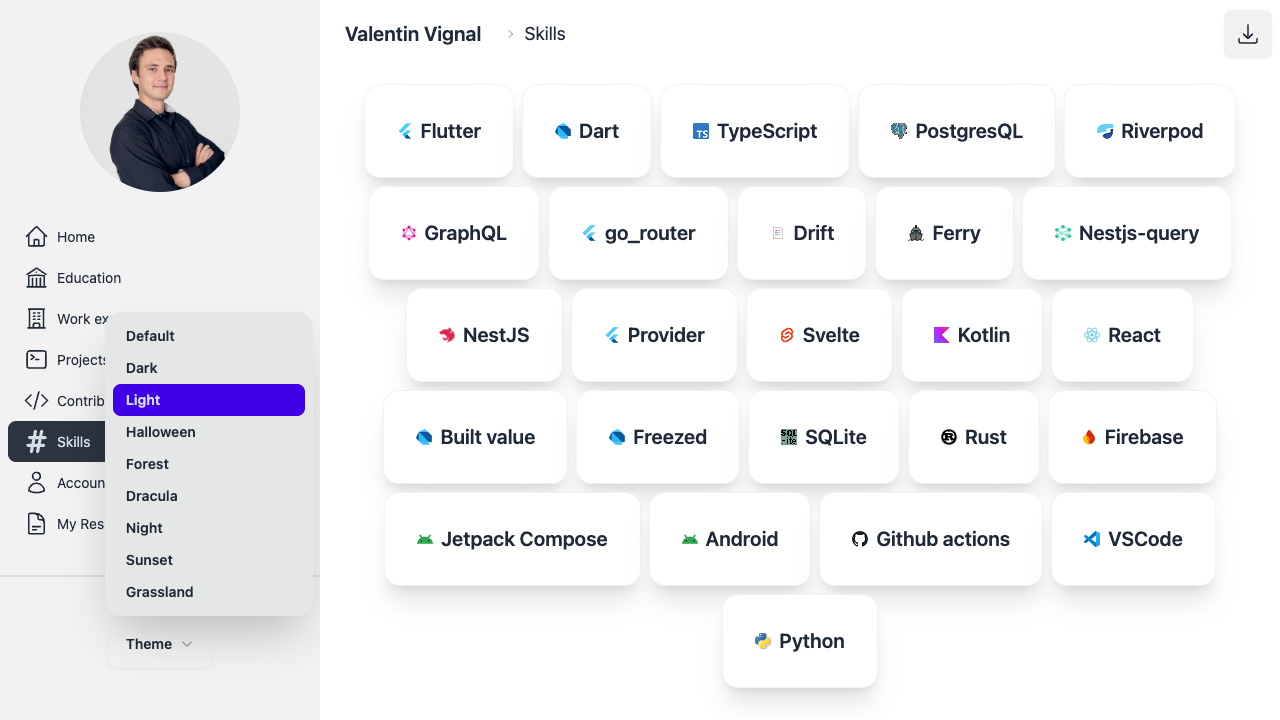 Valentin Vignal
Skills
Home
Education
Work ex
Projects
Contrib
Skills
Accoun
My Res
Default
Dark
Light
Halloween
Forest
Dracula
Night
Sunset
Grassland
Theme
Flutter
Dart
TS TypeScript
PostgresQL
Riverpod
GraphQL
go_router
Drift
Ferry
Nestjs-query
NestJS
Provider
Svelte
Kotlin
React
Built value
Freezed
SQLite
Rust
Firebase
Jetpack Compose
Android
Github actions
VSCode
Python